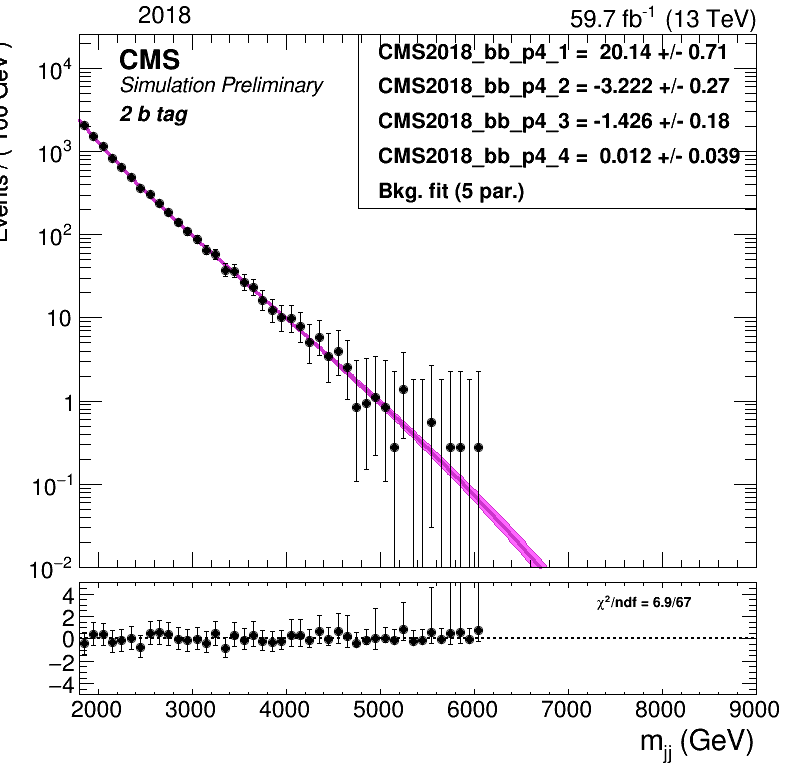 2018
59.7 fb⁻¹ (13 TeV)
CMS
Simulation Preliminary
2 b tag
CMS2018_bb_p4_1 = 20.14 +/- 0.71
CMS2018_bb_p4_2 = -3.222 +/- 0.27
CMS2018_bb_p4_3 = -1.426 +/- 0.18
CMS2018_bb_p4_4 = 0.012 +/- 0.039
Bkg. fit (5 par.)
Events / ( 100 GeV )
10⁴
10³
10²
10
1
10⁻¹
10⁻²
χ²/ndf = 6.9/67
4
2
0
−2
−4
2000 3000 4000 5000 6000 7000 8000 9000
m_jj (GeV)